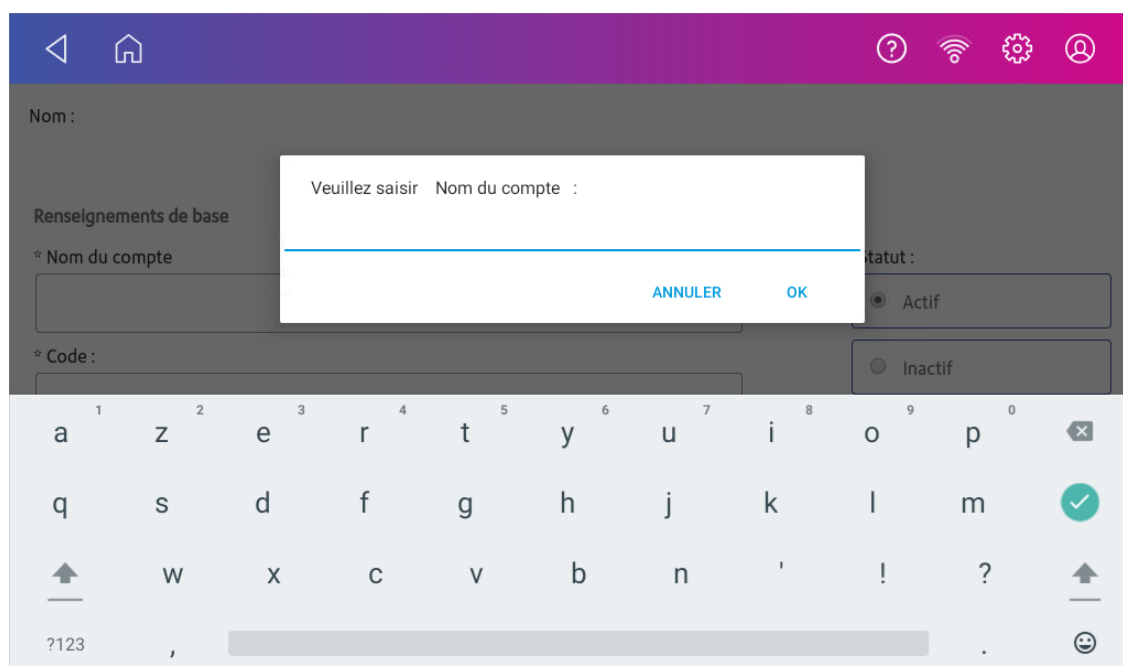 Nom :
Veuillez saisir Nom du compte :
Renseignements de base
* Nom du compte
Statut :
ANNULER OK
Actif
* Code :
Inactif
1 2 3 4 5 6 7 8 9 0
a z e r t y u i o p
q s d f g h j k l m
w x c v b n ' ! ?
?123 , .